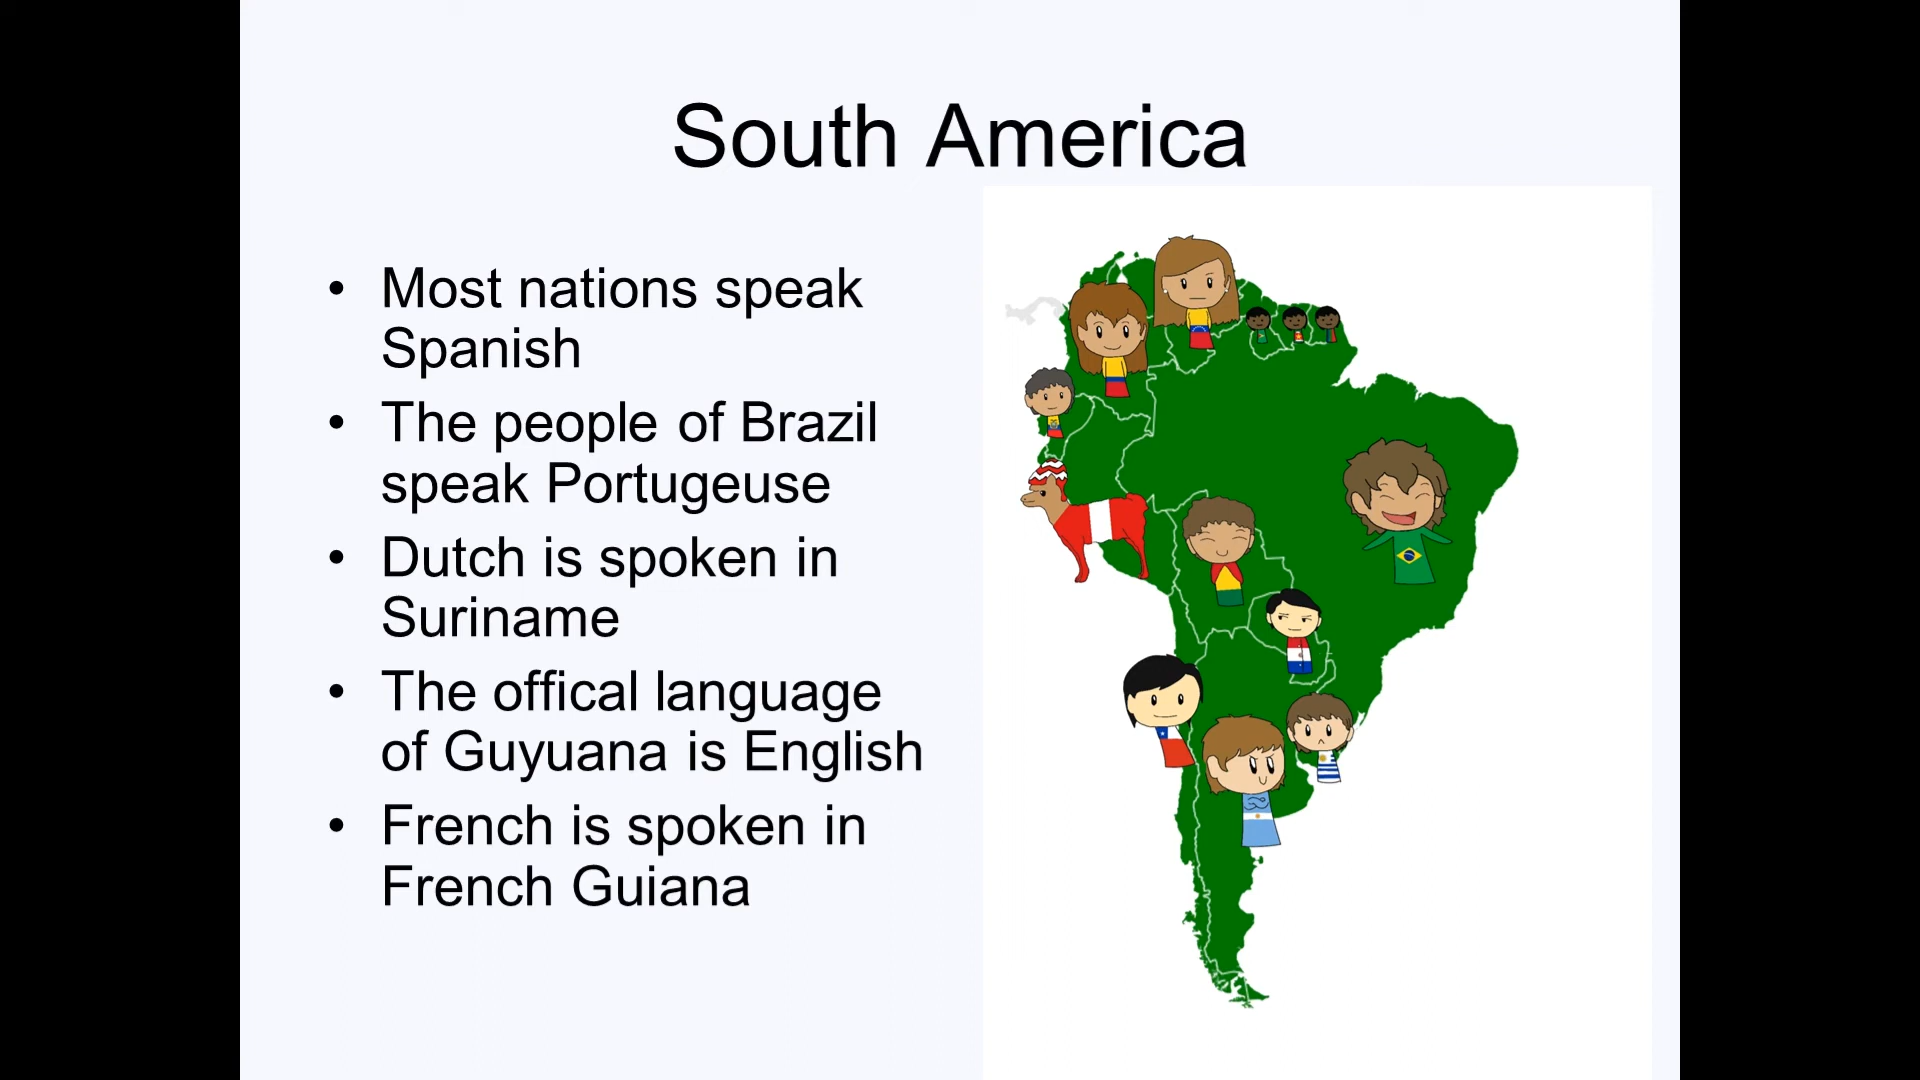 South America
• Most nations speak
Spanish
• The people of Brazil
speak Portugeuse
• Dutch is spoken in
Suriname
• The offical language
of Guyuana is English
• French is spoken in
French Guiana